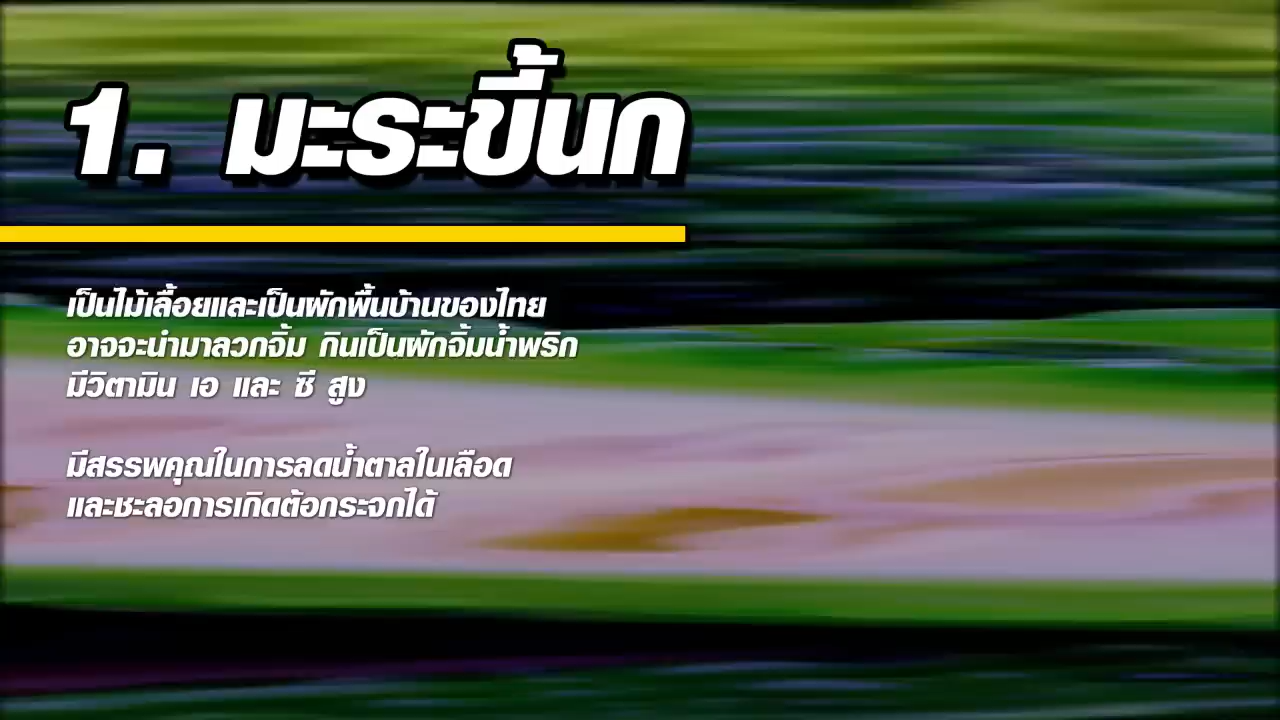 1. มะระขี้นก
เป็นไม้เลื้อยและเป็นผักพื้นบ้านของไทย
อาจจะนำมาลวกจิ้ม กินเป็นผักจิ้มน้ำพริก
มีวิตามิน เอ และ ซี สูง
มีสรรพคุณในการลดน้ำตาลในเลือด
และชะลอการเกิดต้อกระจกได้